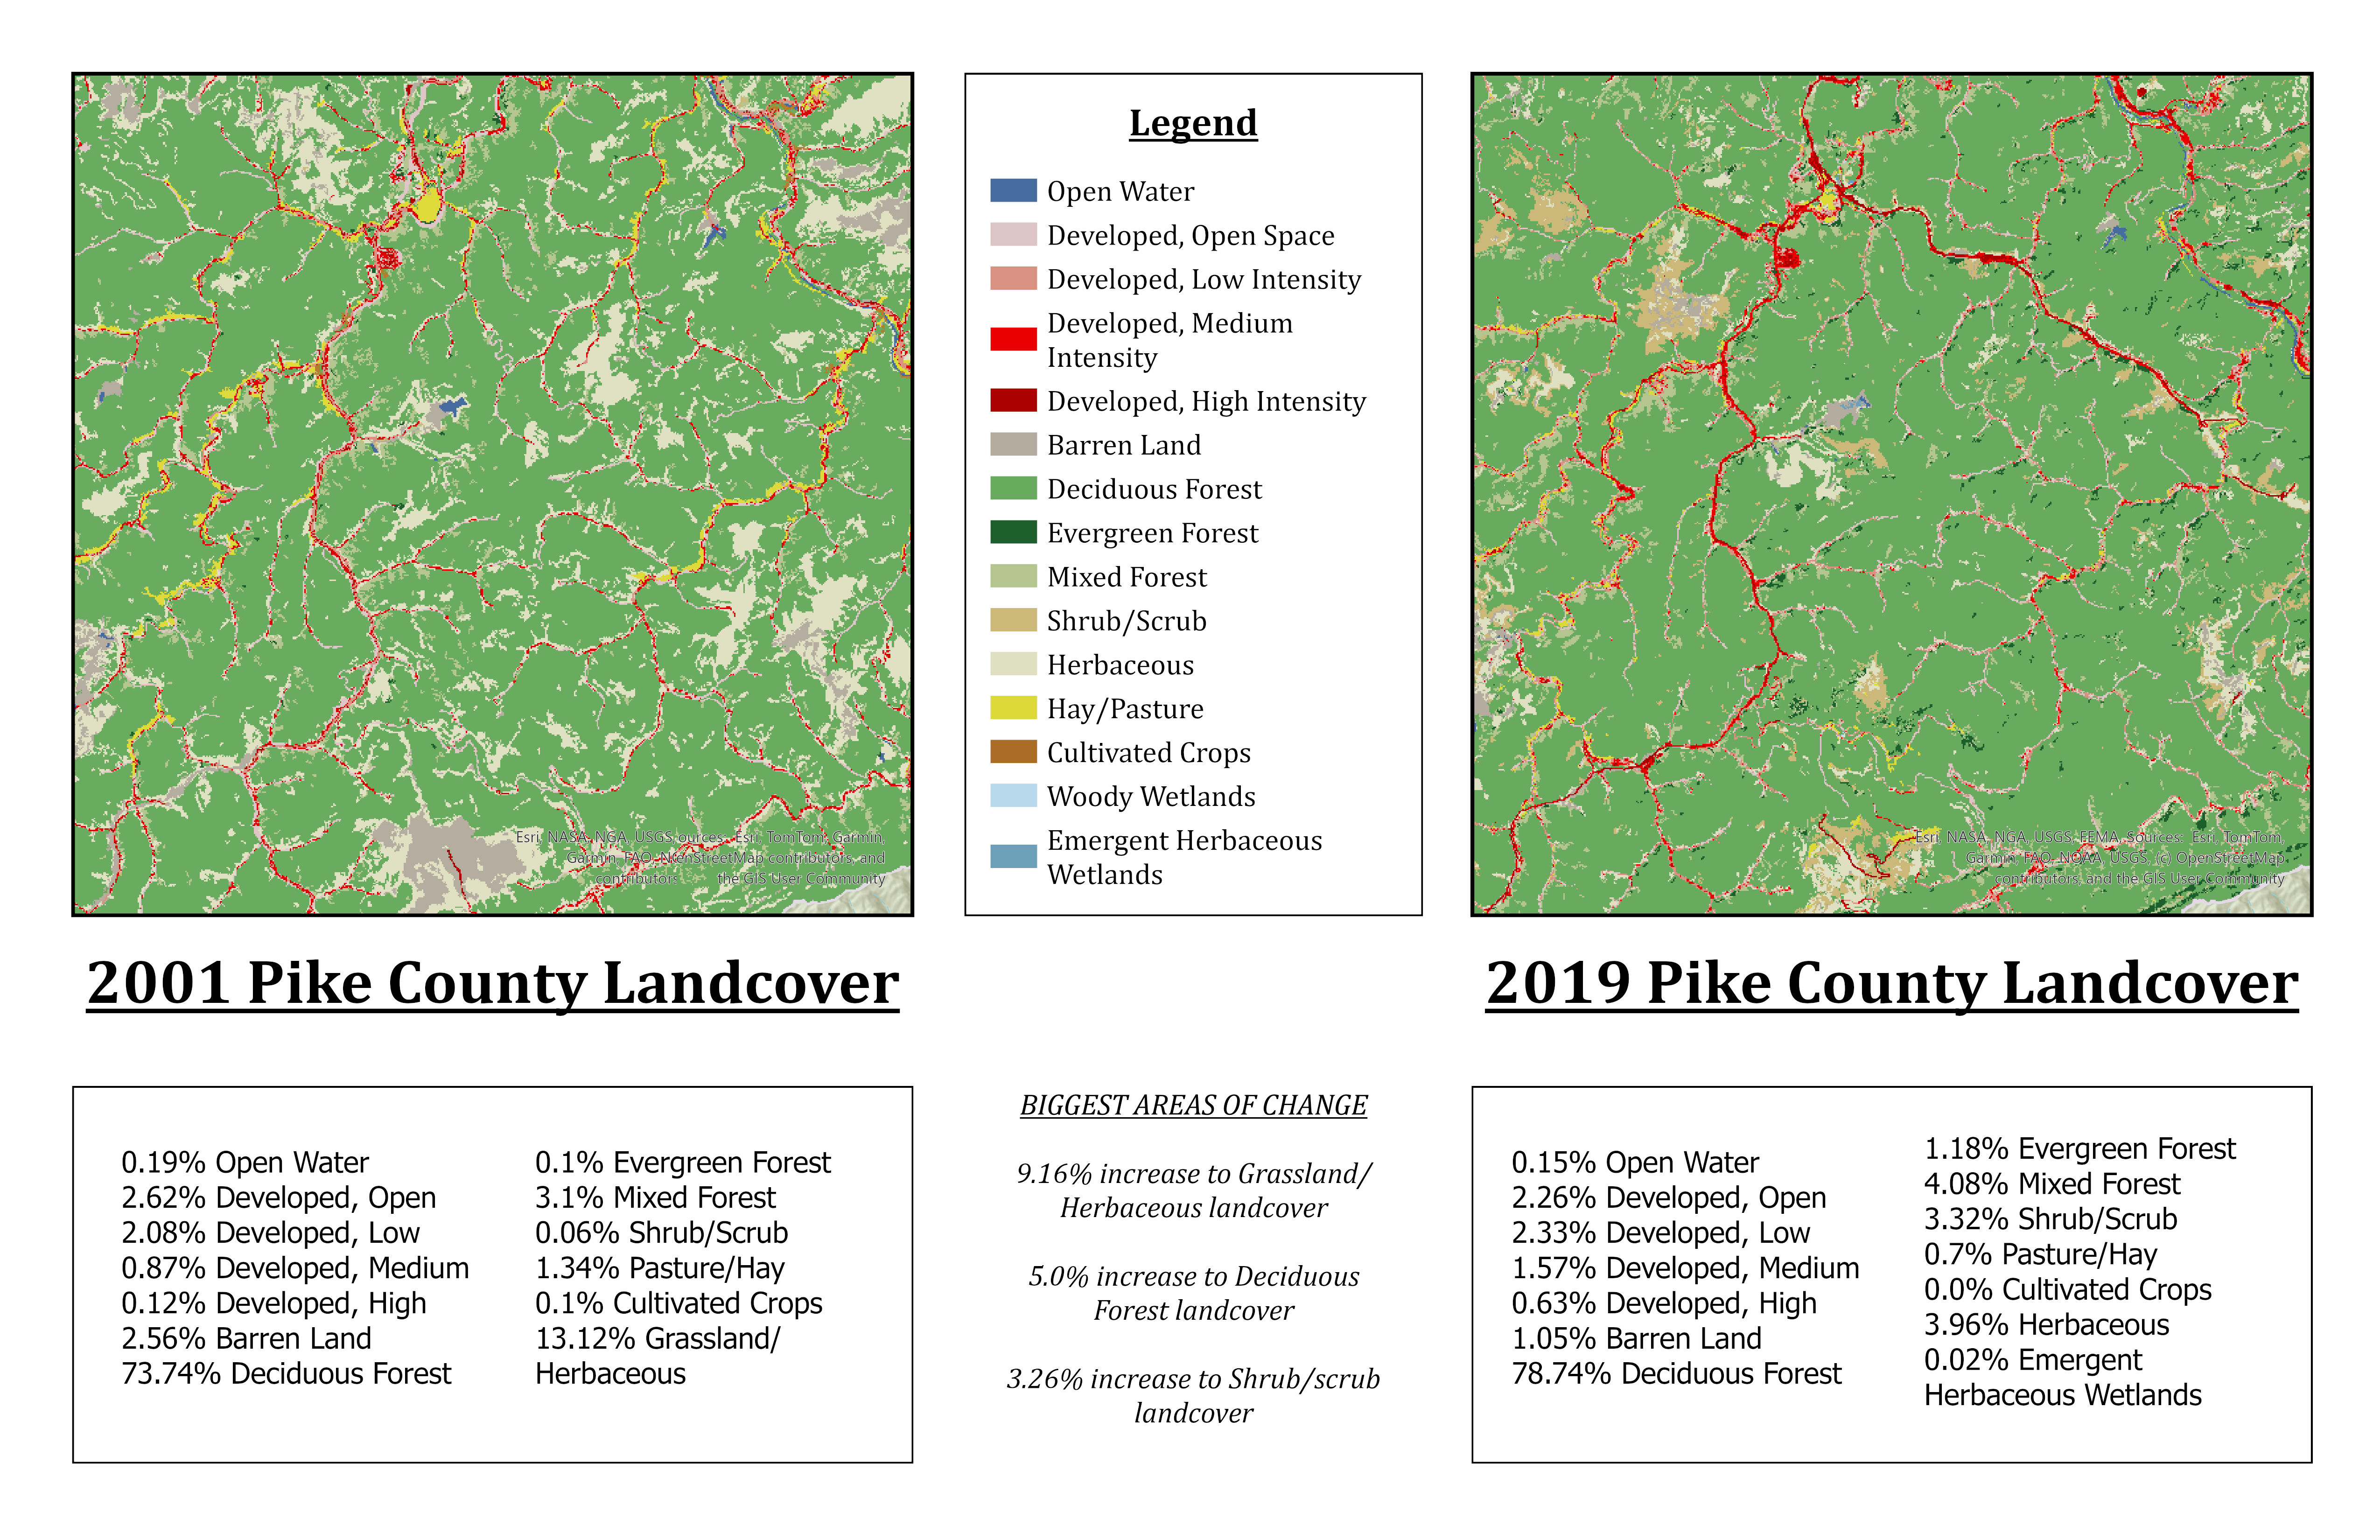 Legend
Open Water
Developed, Open Space
Developed, Low Intensity
Developed, Medium
Intensity
Developed, High Intensity
Barren Land
Deciduous Forest
Evergreen Forest
Mixed Forest
Shrub/Scrub
Herbaceous
Hay/Pasture
Cultivated Crops
Woody Wetlands
Emergent Herbaceous
Wetlands
Esri, NASA, NGA, USGS Esri, TomTom, Garmin,
Garmin, FAO, contributors, and
contributors the GIS User Community
Esri, NASA, NGA, USGS, FEMA, Sources: Esri, TomTom,
Garmin, FAO, NOAA, USGS, (c) OpenStreetMap
contributors, and the GIS User Community
2001 Pike County Landcover
2019 Pike County Landcover
0.19% Open Water
2.62% Developed, Open
2.08% Developed, Low
0.87% Developed, Medium
0.12% Developed, High
2.56% Barren Land
73.74% Deciduous Forest
0.1% Evergreen Forest
3.1% Mixed Forest
0.06% Shrub/Scrub
1.34% Pasture/Hay
0.1% Cultivated Crops
13.12% Grassland/
Herbaceous
BIGGEST AREAS OF CHANGE
9.16% increase to Grassland/
Herbaceous landcover
5.0% increase to Deciduous
Forest landcover
3.26% increase to Shrub/scrub
landcover
0.15% Open Water
2.26% Developed, Open
2.33% Developed, Low
1.57% Developed, Medium
0.63% Developed, High
1.05% Barren Land
78.74% Deciduous Forest
1.18% Evergreen Forest
4.08% Mixed Forest
3.32% Shrub/Scrub
0.7% Pasture/Hay
0.0% Cultivated Crops
3.96% Herbaceous
0.02% Emergent
Herbaceous Wetlands